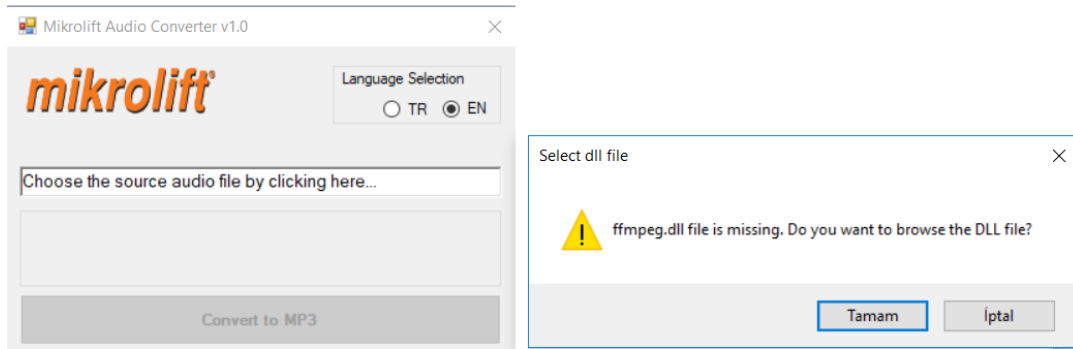 Mikrolift Audio Converter v1.0
mikrolift®
Language Selection
TR EN
Choose the source audio file by clicking here...
Convert to MP3
Select dll file
ffmpeg.dll file is missing. Do you want to browse the DLL file?
Tamam İptal